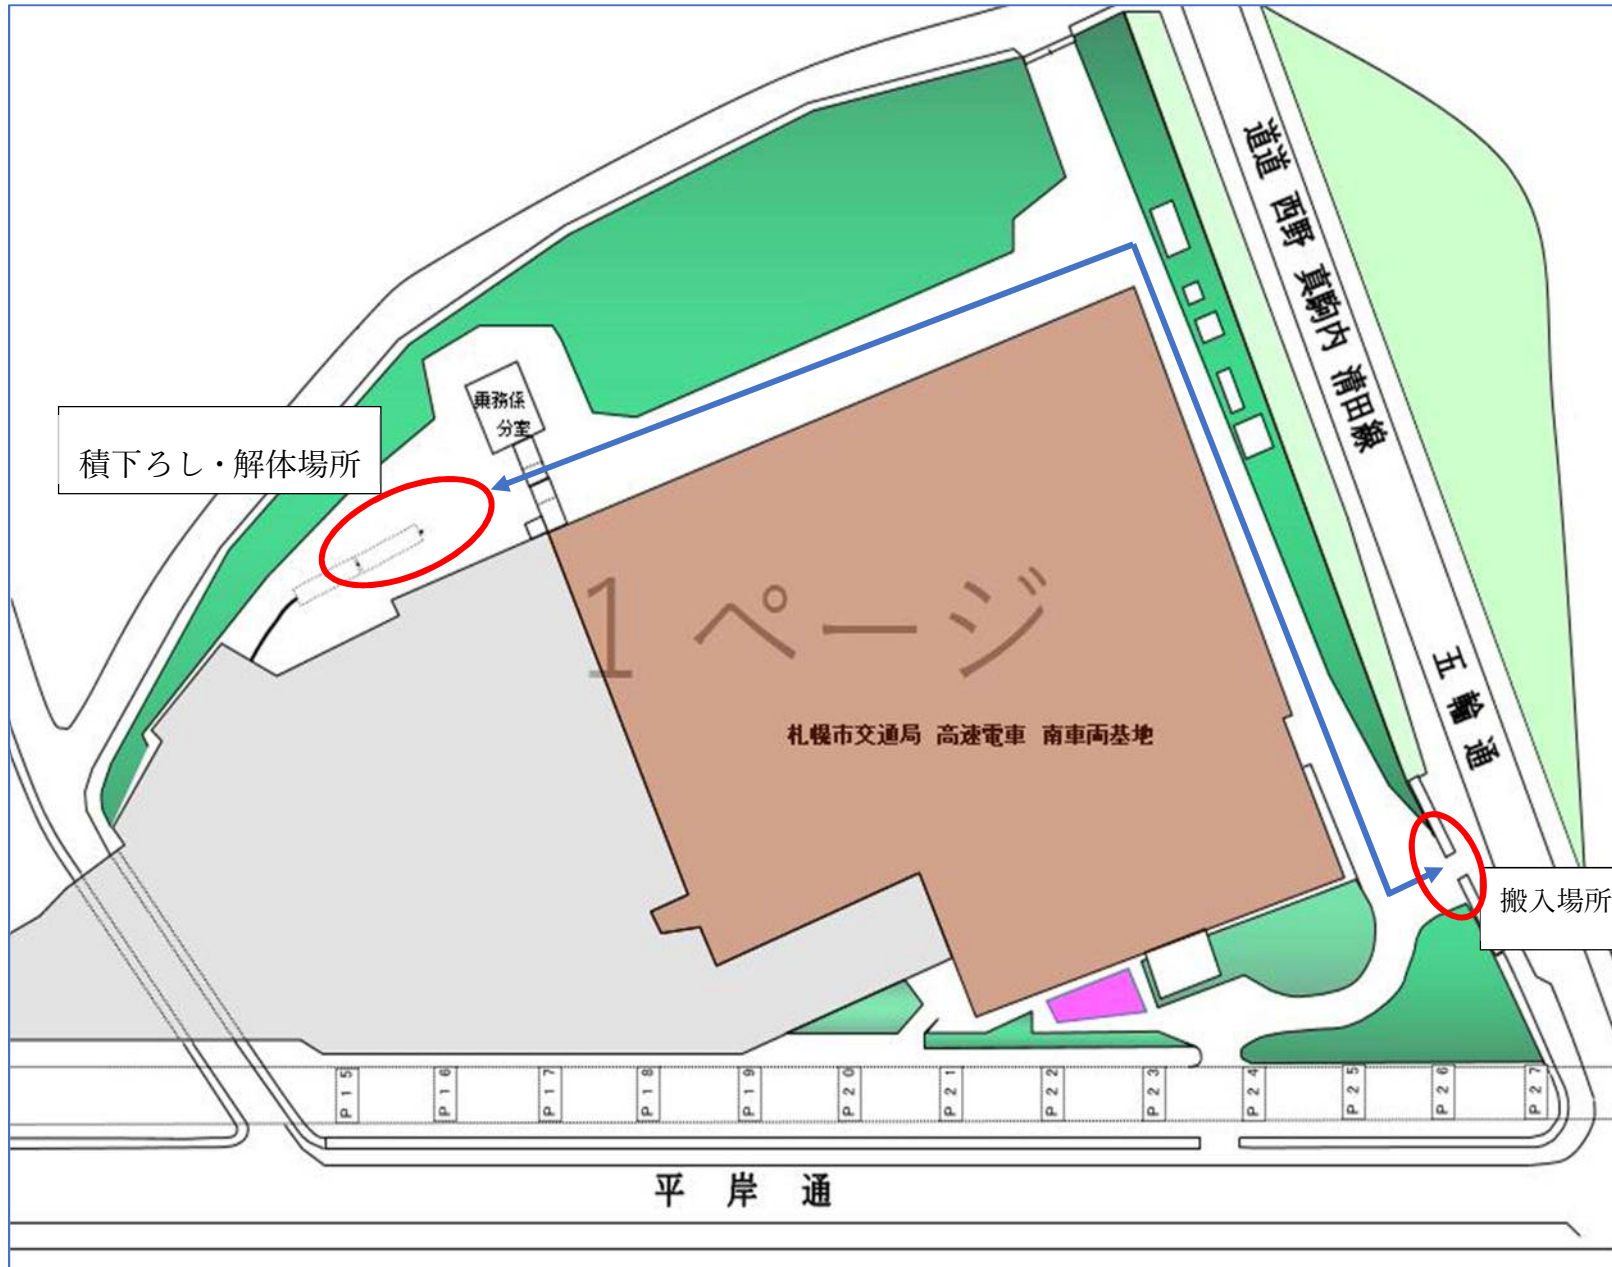 道道 西野 真駒内 清田線
乗務係
分室
積下ろし・解体場所
1 ページ
札幌市交通局 高速電車 南車両基地
五輪通
搬入場所
P15
P16
P17
P18
P19
P20
P21
P22
P23
P24
P25
P26
P27
平岸通